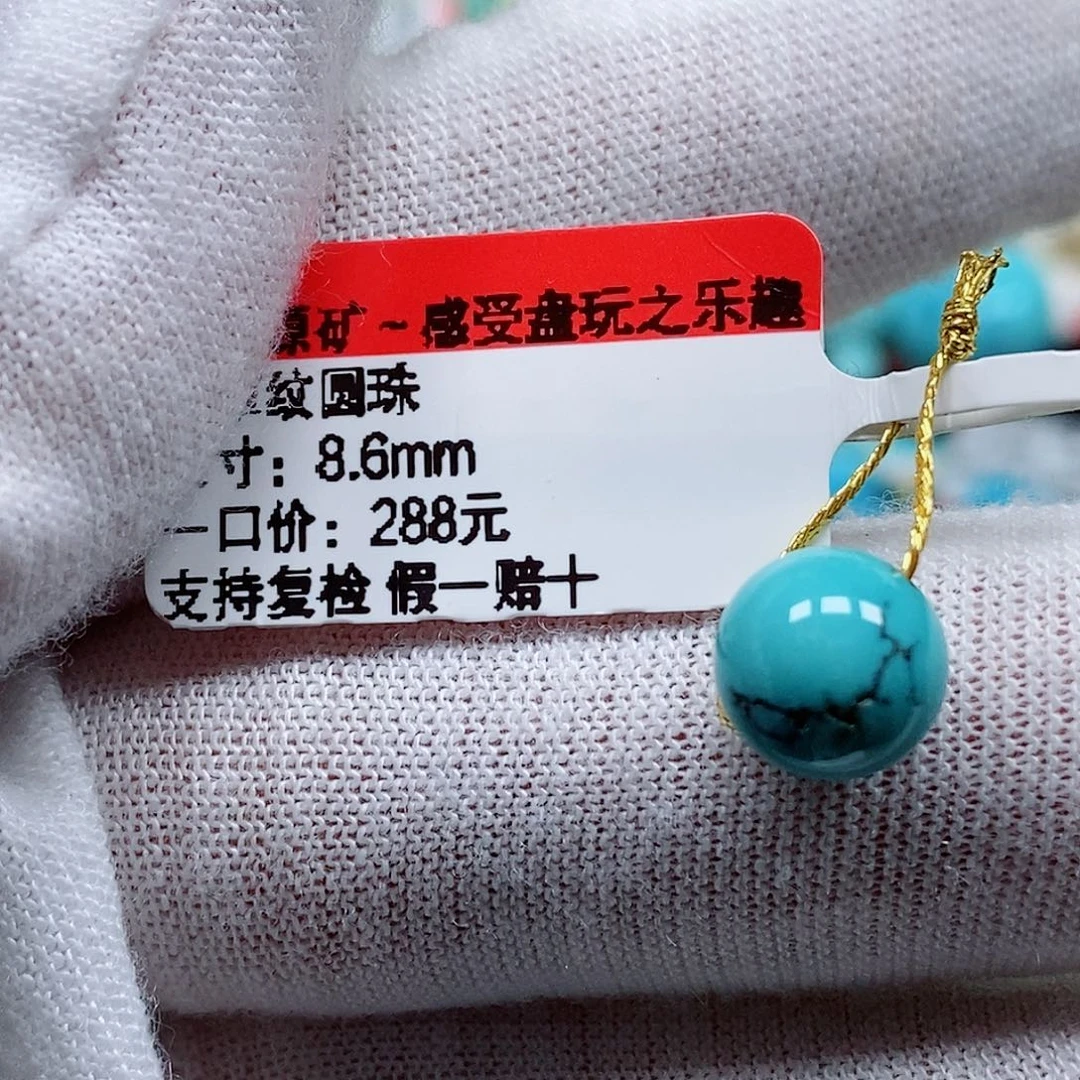 原矿~感受盘玩之乐趣
纹圆珠
寸：8.6mm
一口价：288元
支持复检 假一赔十